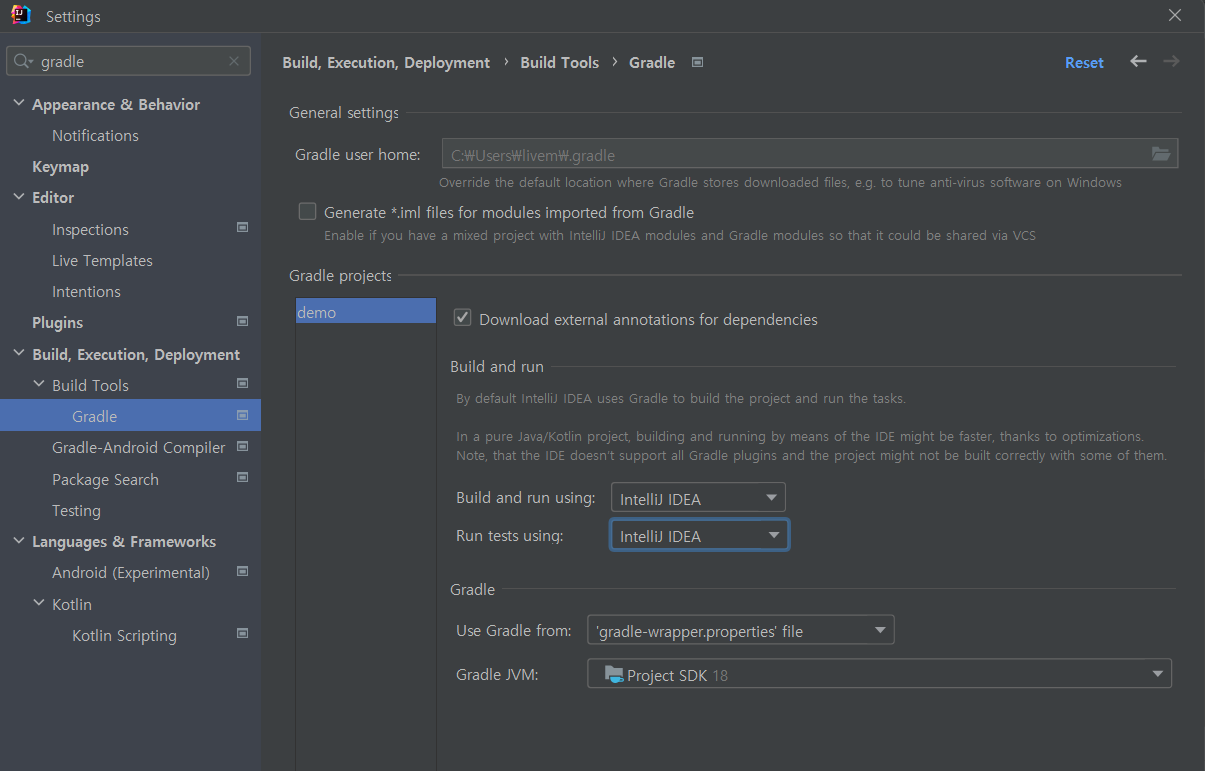 Settings
gradle
Appearance & Behavior
Notifications
Keymap
Editor
Inspections
Live Templates
Intentions
Plugins
Build, Execution, Deployment
Build Tools
Gradle
Gradle-Android Compiler
Package Search
Testing
Languages & Frameworks
Android (Experimental)
Kotlin
Kotlin Scripting
Build, Execution, Deployment › Build Tools › Gradle
Reset
General settings
Gradle user home: C:₩Users₩livem₩.gradle
Override the default location where Gradle stores downloaded files, e.g. to tune anti-virus software on Windows
Generate *.iml files for modules imported from Gradle
Enable if you have a mixed project with IntelliJ IDEA modules and Gradle modules so that it could be shared via VCS
Gradle projects
demo
Download external annotations for dependencies
Build and run
By default IntelliJ IDEA uses Gradle to build the project and run the tasks.
In a pure Java/Kotlin project, building and running by means of the IDE might be faster, thanks to optimizations.
Note, that the IDE doesn't support all Gradle plugins and the project might not be built correctly with some of them.
Build and run using: IntelliJ IDEA
Run tests using: IntelliJ IDEA
Gradle
Use Gradle from: 'gradle-wrapper.properties' file
Gradle JVM: Project SDK 18